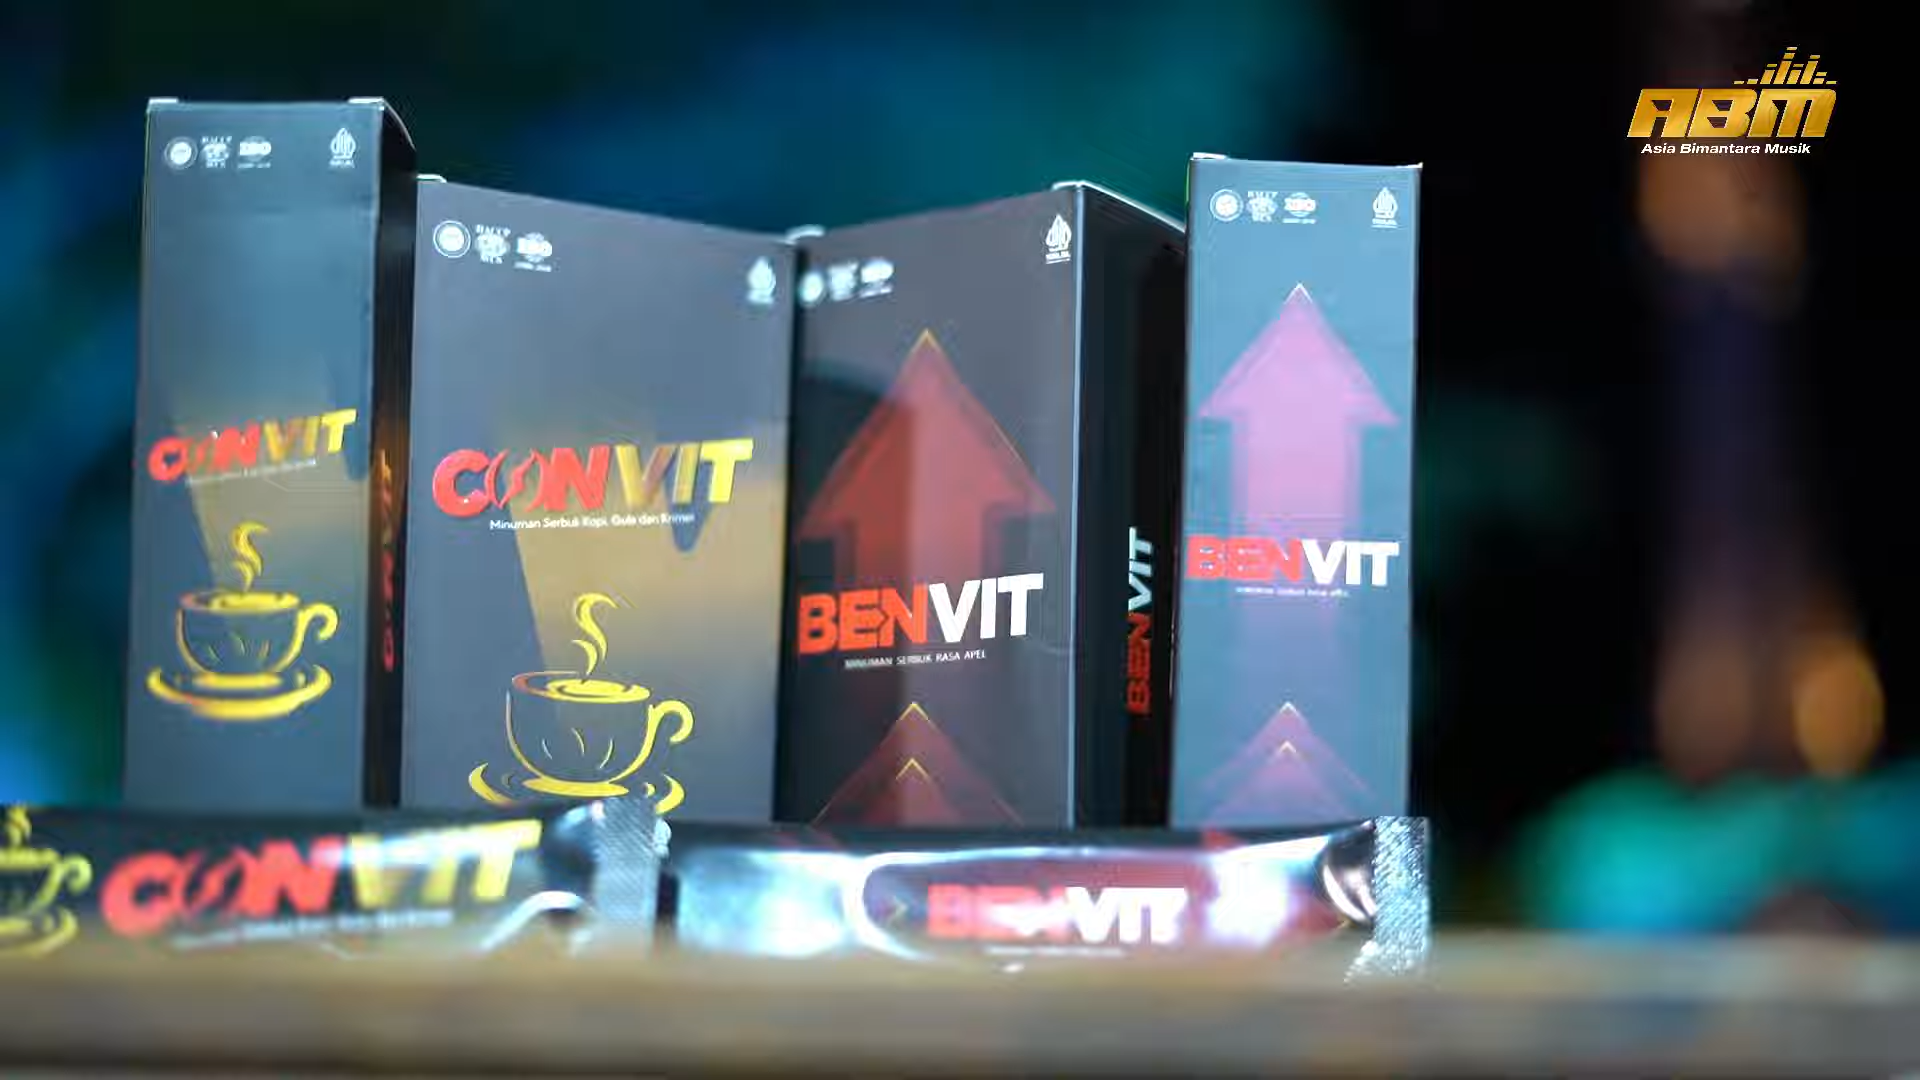 ABM
Asia Bimantara Musik
CONVIT
CONVIT
CONVIT
Minuman Serbuk Kopi, Gula dan Krimer
BENVIT
MINUMAN SERBUK RASA APEL
BENVIT
BENVIT
CONVIT
BENVIT